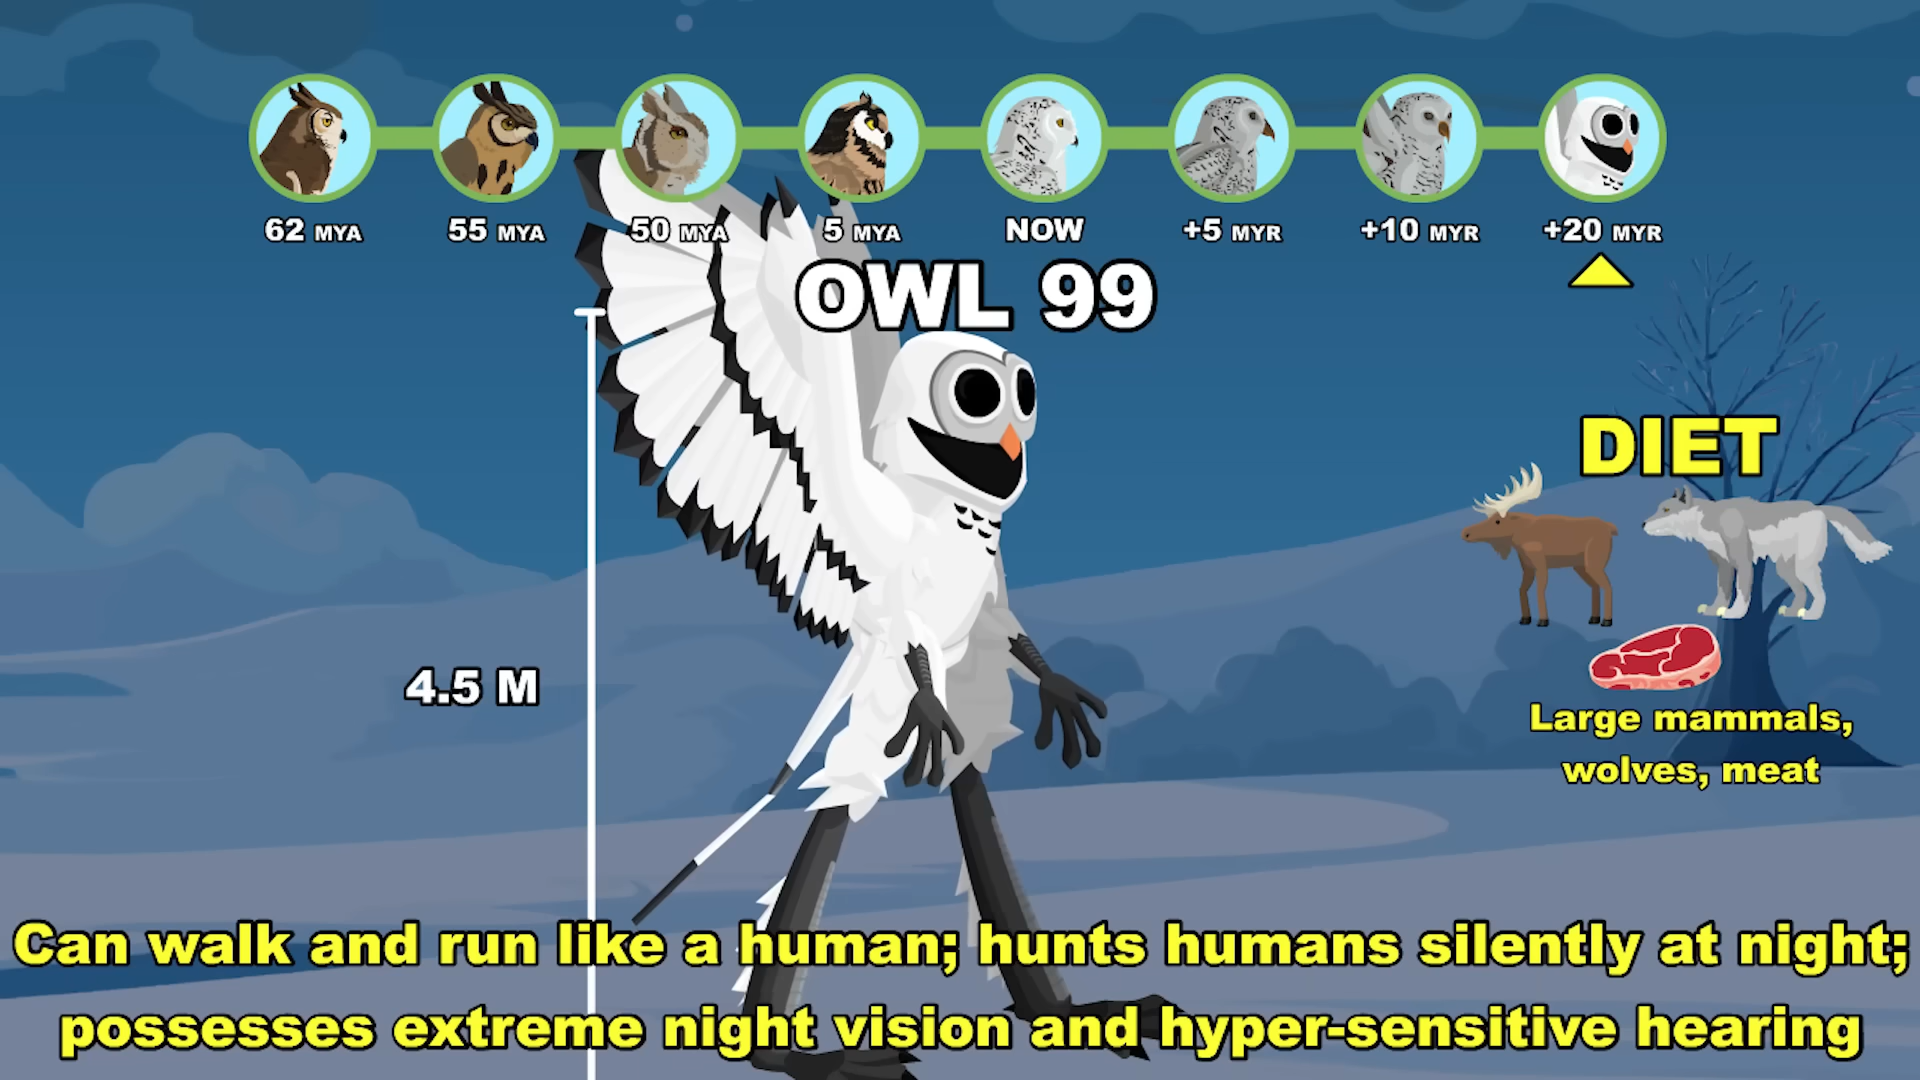 62 MYA
55 MYA
50 MYA
5 MYA
NOW
+5 MYR
+10 MYR
+20 MYR
OWL 99
DIET
4.5 M
Large mammals,
wolves, meat
Can walk and run like a human; hunts humans silently at night;
possesses extreme night vision and hyper-sensitive hearing